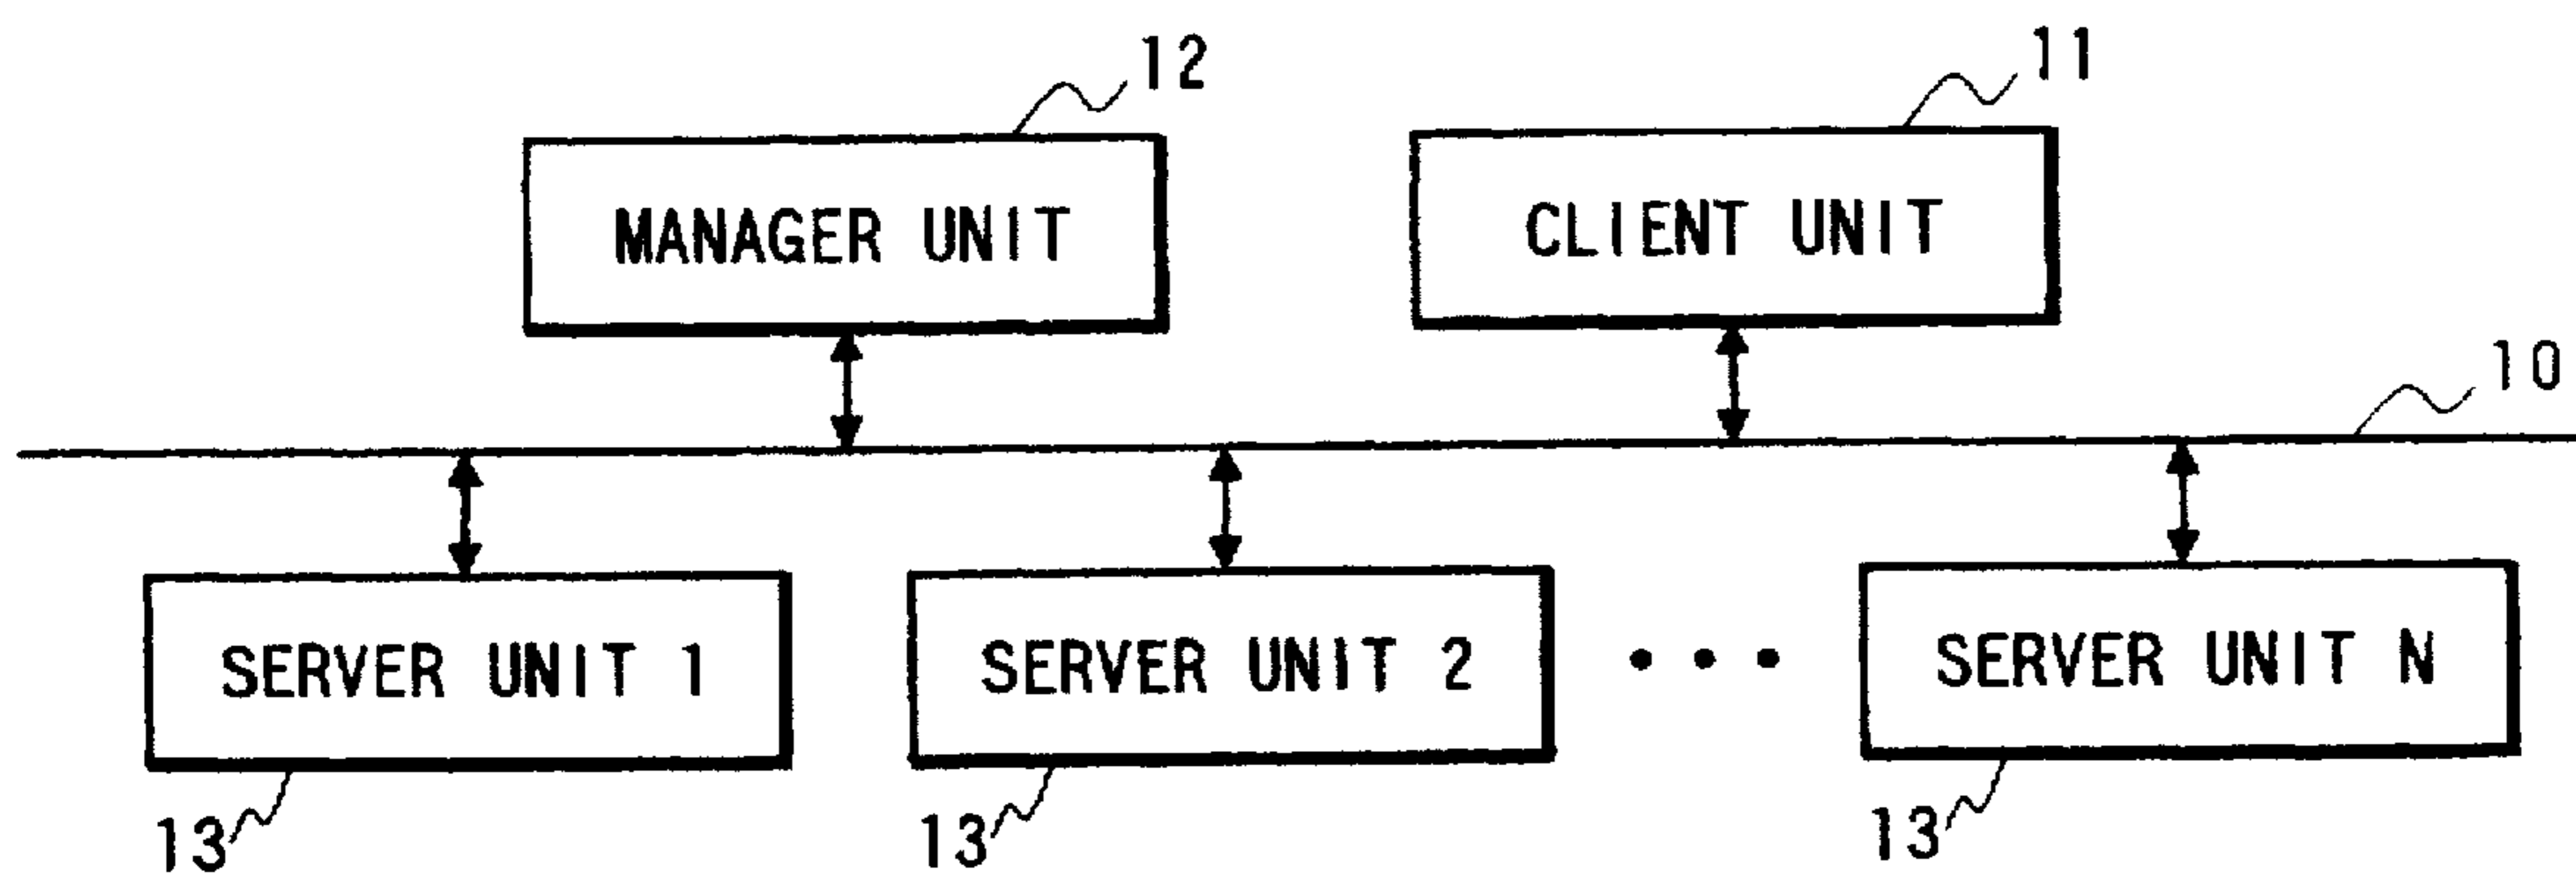 12
11
MANAGER UNIT
CLIENT UNIT
10
SERVER UNIT 1
SERVER UNIT 2
• • •
SERVER UNIT N
13
13
13